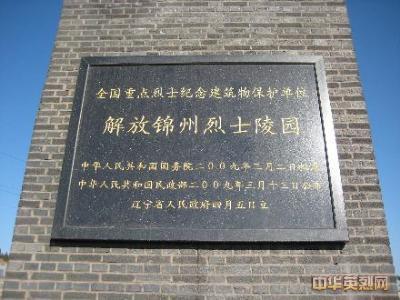 全国重点烈士纪念建筑物保护单位
解放锦州烈士陵园
中华人民共和国国务院二〇〇九年三月二日批准
中华人民共和国民政部二〇〇九年三月十三日公布
辽宁省人民政府四月五日立
中华英烈网